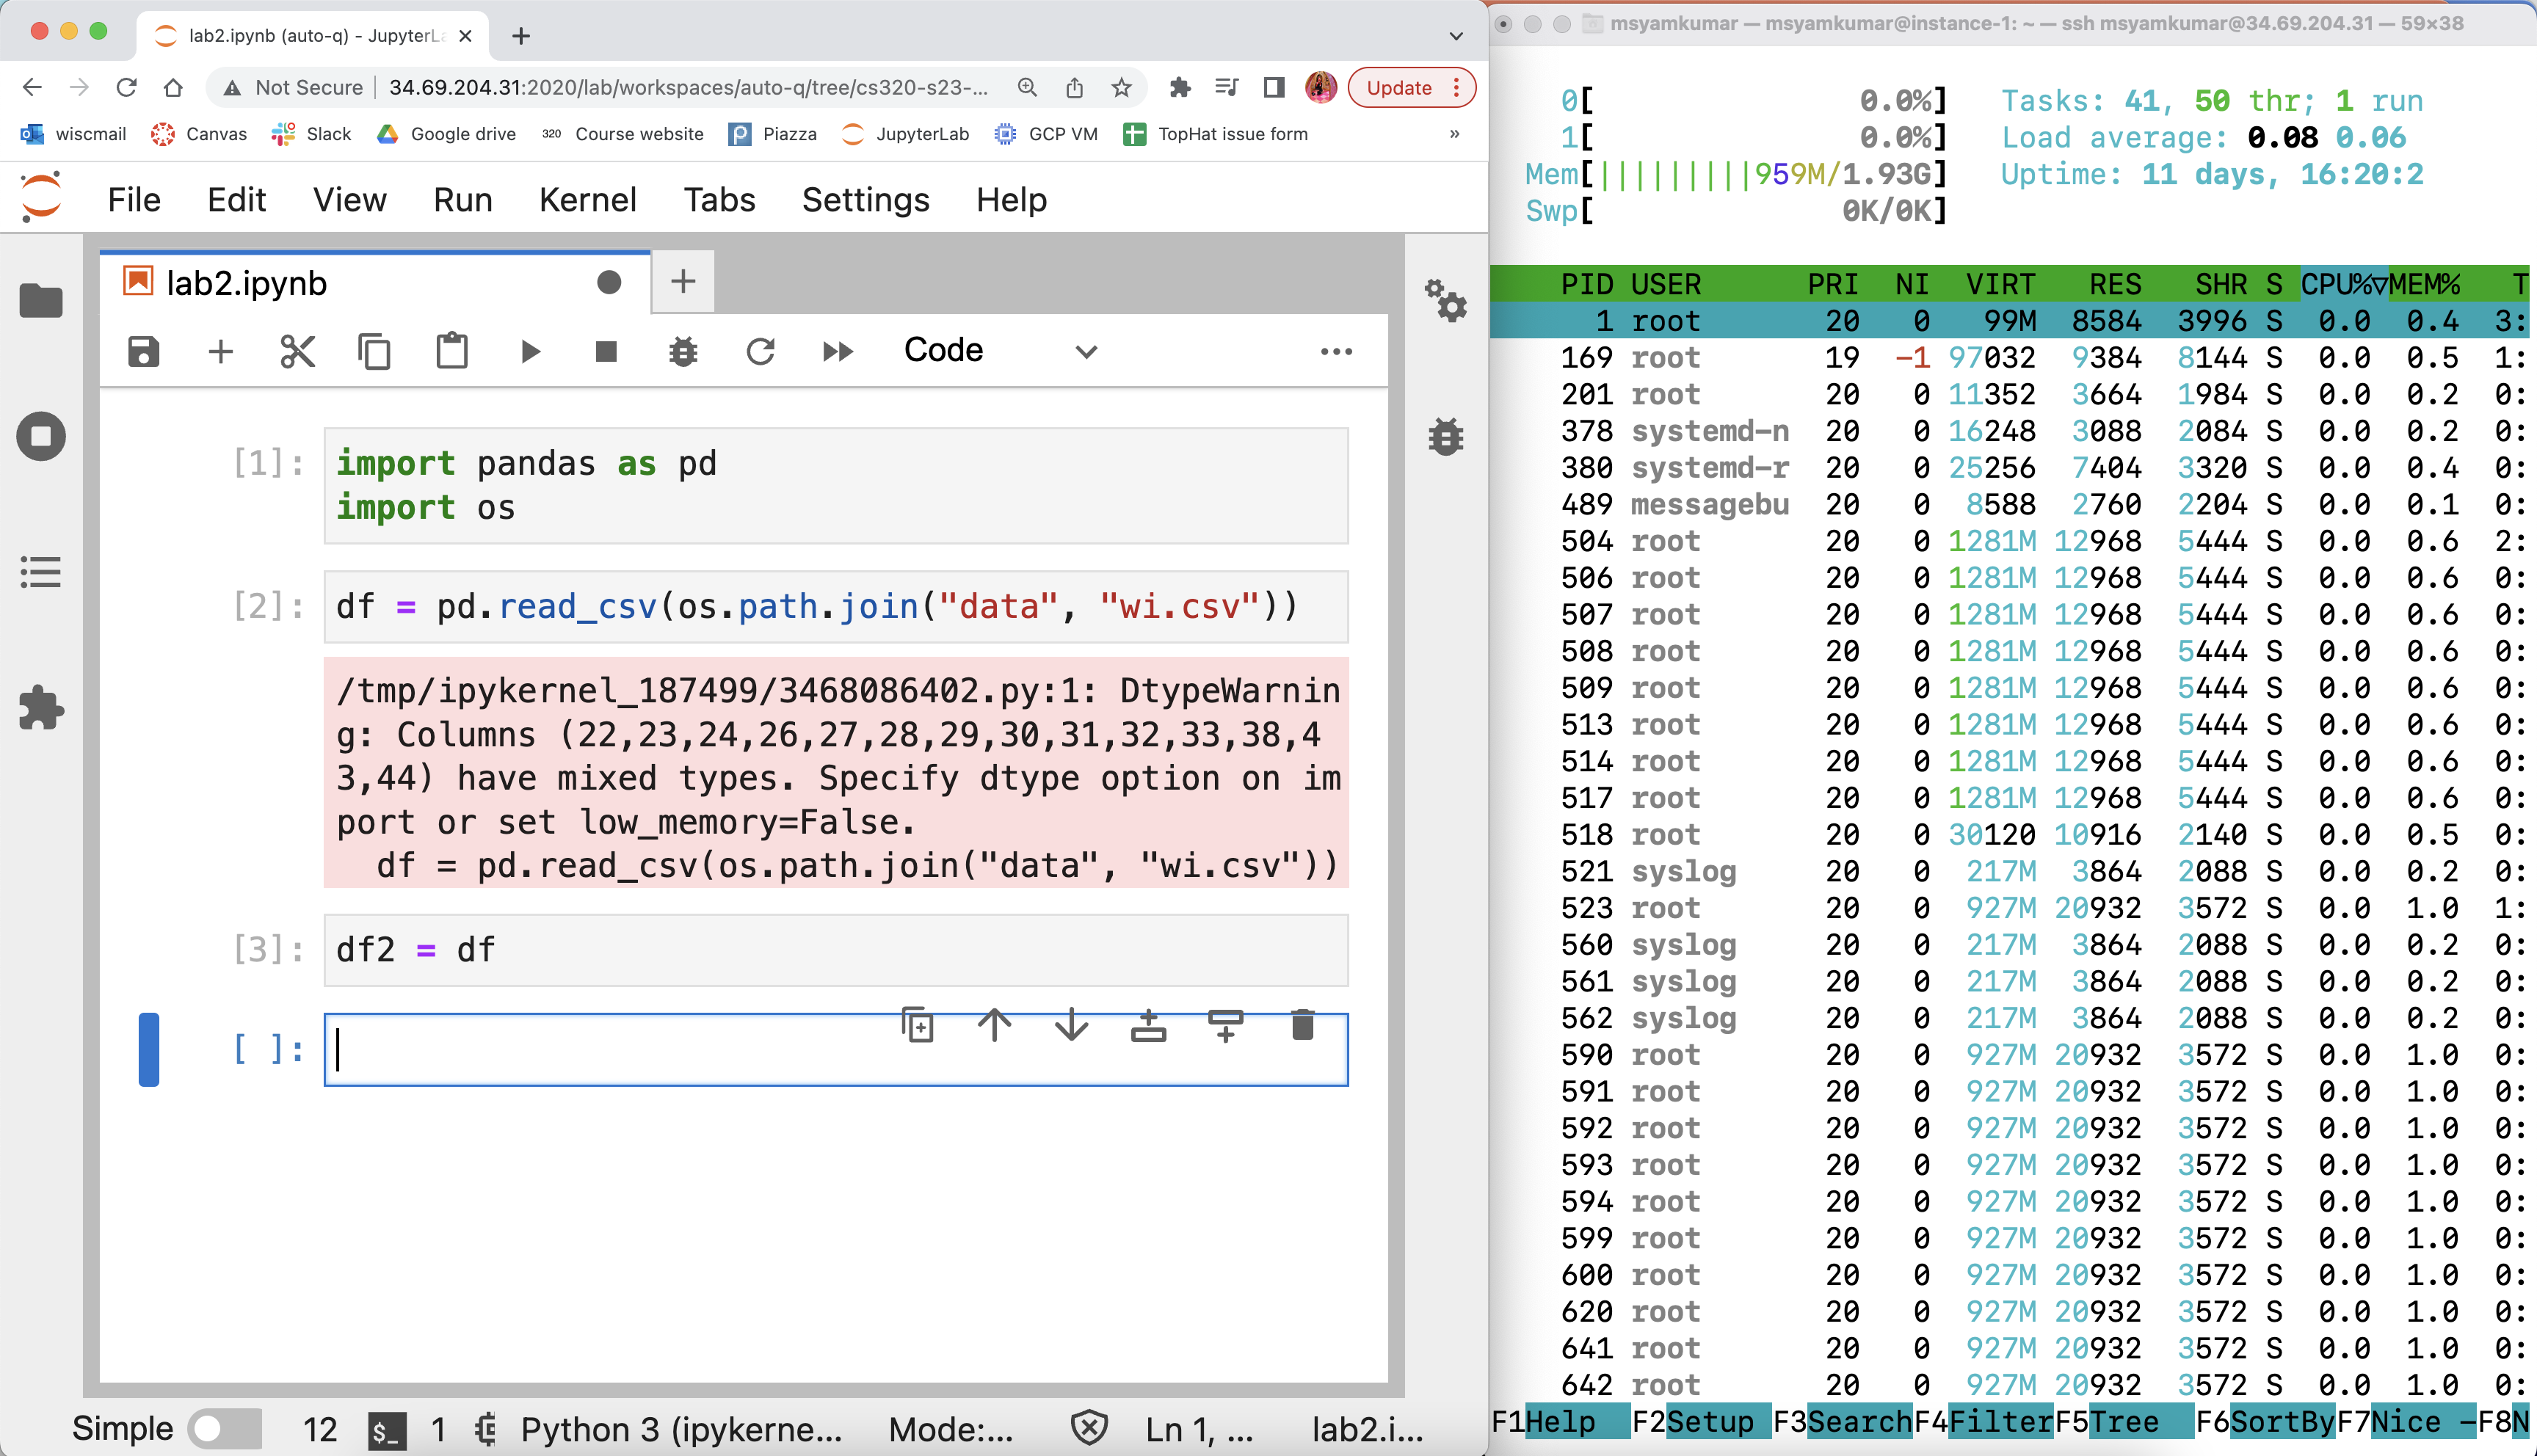 lab2.ipynb (auto-q) - JupyterLa
Not Secure 34.69.204.31:2020/lab/workspaces/auto-q/tree/cs320-s23-... Update
wiscmail Canvas Slack Google drive 320 Course website Piazza JupyterLab GCP VM TopHat issue form »
File Edit View Run Kernel Tabs Settings Help
lab2.ipynb
Code
[1]: import pandas as pd
import os
[2]: df = pd.read_csv(os.path.join("data", "wi.csv"))
/tmp/ipykernel_187499/3468086402.py:1: DtypeWarnin
g: Columns (22,23,24,26,27,28,29,30,31,32,33,38,4
3,44) have mixed types. Specify dtype option on im
port or set low_memory=False.
df = pd.read_csv(os.path.join("data", "wi.csv"))
[3]: df2 = df
[ ]:
Simple 12 $_ 1 Python 3 (ipykerne... Mode:... Ln 1, ... lab2.i...
msyamkumar — msyamkumar@instance-1: ~ — ssh msyamkumar@34.69.204.31 — 59×38
0[ 0.0%] Tasks: 41, 50 thr; 1 run
1[ 0.0%] Load average: 0.08 0.06
Mem[|||||||||959M/1.93G] Uptime: 11 days, 16:20:2
Swp[ 0K/0K]
PID USER PRI NI VIRT RES SHR S CPU%▽MEM% T
1 root 20 0 99M 8584 3996 S 0.0 0.4 3:
169 root 19 -1 97032 9384 8144 S 0.0 0.5 1:
201 root 20 0 11352 3664 1984 S 0.0 0.2 0:
378 systemd-n 20 0 16248 3088 2084 S 0.0 0.2 0:
380 systemd-r 20 0 25256 7404 3320 S 0.0 0.4 0:
489 messagebu 20 0 8588 2760 2204 S 0.0 0.1 0:
504 root 20 0 1281M 12968 5444 S 0.0 0.6 2:
506 root 20 0 1281M 12968 5444 S 0.0 0.6 0:
507 root 20 0 1281M 12968 5444 S 0.0 0.6 0:
508 root 20 0 1281M 12968 5444 S 0.0 0.6 0:
509 root 20 0 1281M 12968 5444 S 0.0 0.6 0:
513 root 20 0 1281M 12968 5444 S 0.0 0.6 0:
514 root 20 0 1281M 12968 5444 S 0.0 0.6 0:
517 root 20 0 1281M 12968 5444 S 0.0 0.6 0:
518 root 20 0 30120 10916 2140 S 0.0 0.5 0:
521 syslog 20 0 217M 3864 2088 S 0.0 0.2 0:
523 root 20 0 927M 20932 3572 S 0.0 1.0 1:
560 syslog 20 0 217M 3864 2088 S 0.0 0.2 0:
561 syslog 20 0 217M 3864 2088 S 0.0 0.2 0:
562 syslog 20 0 217M 3864 2088 S 0.0 0.2 0:
590 root 20 0 927M 20932 3572 S 0.0 1.0 0:
591 root 20 0 927M 20932 3572 S 0.0 1.0 0:
592 root 20 0 927M 20932 3572 S 0.0 1.0 0:
593 root 20 0 927M 20932 3572 S 0.0 1.0 0:
594 root 20 0 927M 20932 3572 S 0.0 1.0 0:
599 root 20 0 927M 20932 3572 S 0.0 1.0 0:
600 root 20 0 927M 20932 3572 S 0.0 1.0 0:
620 root 20 0 927M 20932 3572 S 0.0 1.0 0:
641 root 20 0 927M 20932 3572 S 0.0 1.0 0:
642 root 20 0 927M 20932 3572 S 0.0 1.0 0:
F1Help F2Setup F3SearchF4FilterF5Tree F6SortByF7Nice -F8N